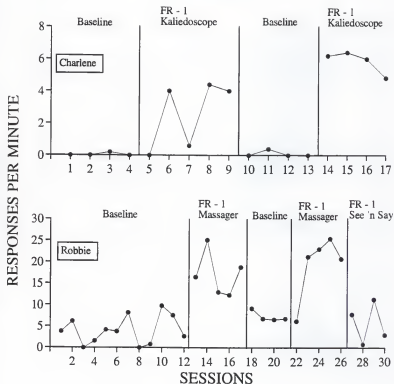 RESPONSES PER MINUTE
Baseline
FR - 1
Kaliedoscope
Baseline
FR - 1
Kaliedoscope
Charlene
8
6
4
2
0
1 2 3 4 5 6 7 8 9 10 11 12 13 14 15 16 17
Baseline
FR - 1
Massager
Baseline
FR - 1
Massager
FR - 1
See 'n Say
Robbie
30
25
20
15
10
5
0
2 4 6 8 10 12 14 16 18 20 22 24 26 28 30
SESSIONS